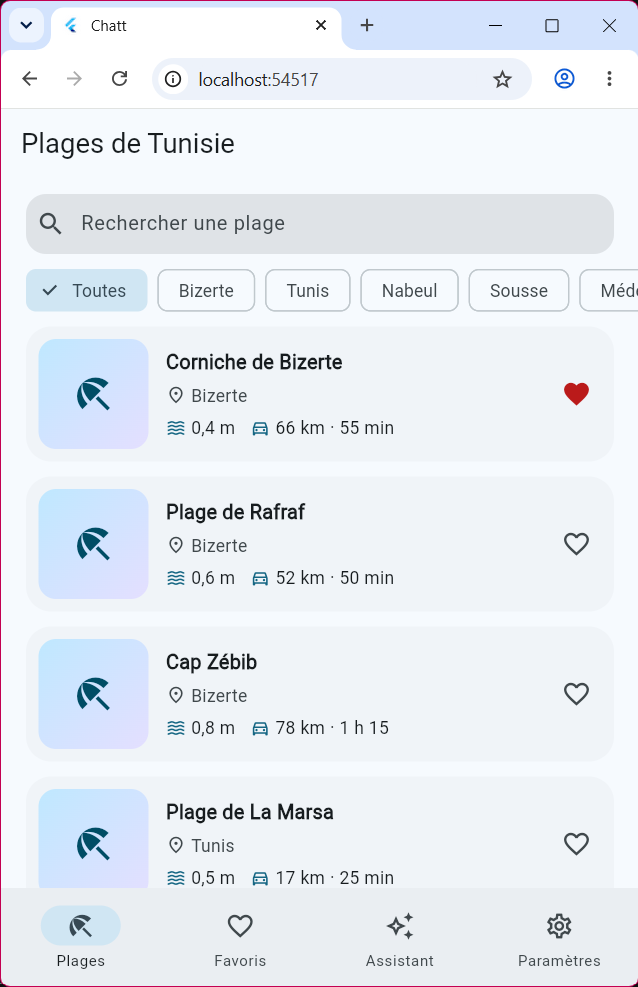 Chatt
localhost:54517
Plages de Tunisie
Rechercher une plage
Toutes Bizerte Tunis Nabeul Sousse
Corniche de Bizerte
Bizerte
0,4 m 66 km · 55 min
Plage de Rafraf
Bizerte
0,6 m 52 km · 50 min
Cap Zébib
Bizerte
0,8 m 78 km · 1 h 15
Plage de La Marsa
Tunis
0,5 m 17 km · 25 min
Plages Favoris Assistant Paramètres